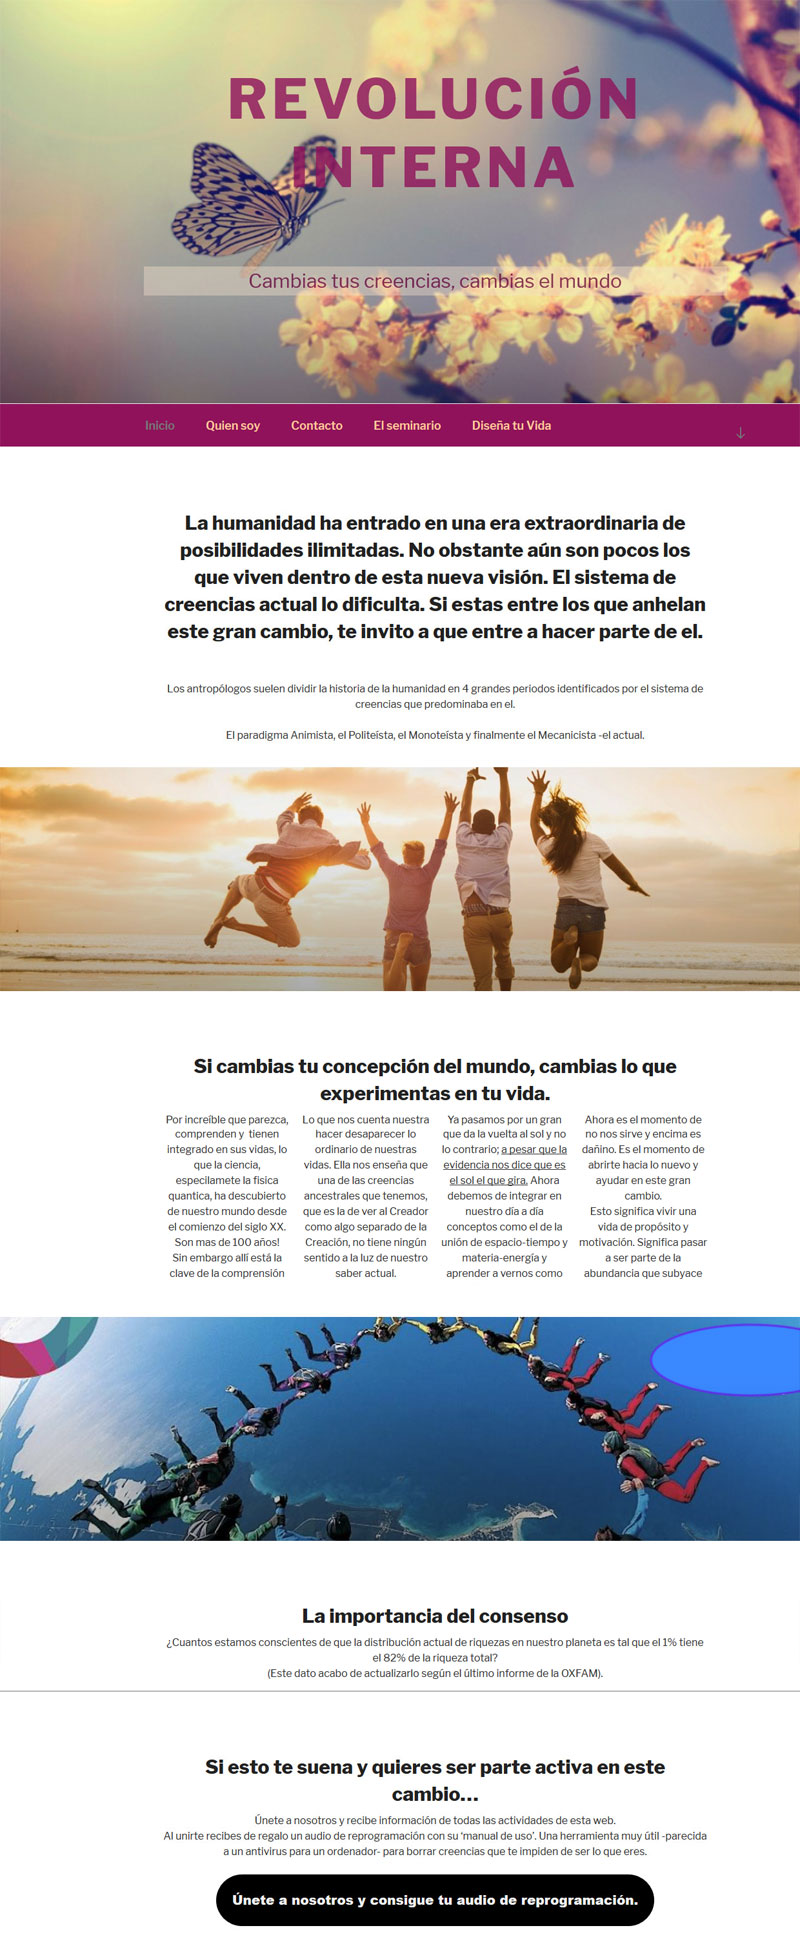 REVOLUCIÓN
INTERNA
Cambias tus creencias, cambias el mundo
Inicio Quien soy Contacto El seminario Diseña tu Vida
La humanidad ha entrado en una era extraordinaria de
posibilidades ilimitadas. No obstante aún son pocos los
que viven dentro de esta nueva visión. El sistema de
creencias actual lo dificulta. Si estas entre los que anhelan
este gran cambio, te invito a que entre a hacer parte de el.
Los antropólogos suelen dividir la historia de la humanidad en 4 grandes periodos identificados por el sistema de
creencias que predominaba en el.
El paradigma Animista, el Politeísta, el Monoteísta y finalmente el Mecanicista -el actual.
Si cambias tu concepción del mundo, cambias lo que
experimentas en tu vida.
Por increíble que parezca,
comprenden y tienen
integrado en sus vidas, lo
que la ciencia,
especilamete la fisica
quantica, ha descubierto
de nuestro mundo desde
el comienzo del siglo XX.
Son mas de 100 años!
Sin embargo allí está la
clave de la comprensión
Lo que nos cuenta nuestra
hacer desaparecer lo
ordinario de nuestras
vidas. Ella nos enseña que
una de las creencias
ancestrales que tenemos,
que es la de ver al Creador
como algo separado de la
Creación, no tiene ningún
sentido a la luz de nuestro
saber actual.
Ya pasamos por un gran
que da la vuelta al sol y no
lo contrario; a pesar que la
evidencia nos dice que es
el sol el que gira. Ahora
debemos de integrar en
nuestro día a día
conceptos como el de la
unión de espacio-tiempo y
materia-energía y
aprender a vernos como
Ahora es el momento de
no nos sirve y encima es
dañino. Es el momento de
abrirte hacia lo nuevo y
ayudar en este gran
cambio.
Esto significa vivir una
vida de propósito y
motivación. Significa pasar
a ser parte de la
abundancia que subyace
La importancia del consenso
¿Cuantos estamos conscientes de que la distribución actual de riquezas en nuestro planeta es tal que el 1% tiene
el 82% de la riqueza total?
(Este dato acabo de actualizarlo según el último informe de la OXFAM).
Si esto te suena y quieres ser parte activa en este
cambio...
Únete a nosotros y recibe información de todas las actividades de esta web.
Al unirte recibes de regalo un audio de reprogramación con su 'manual de uso'. Una herramienta muy útil -parecida
a un antivirus para un ordenador- para borrar creencias que te impiden de ser lo que eres.
Únete a nosotros y consigue tu audio de reprogramación.